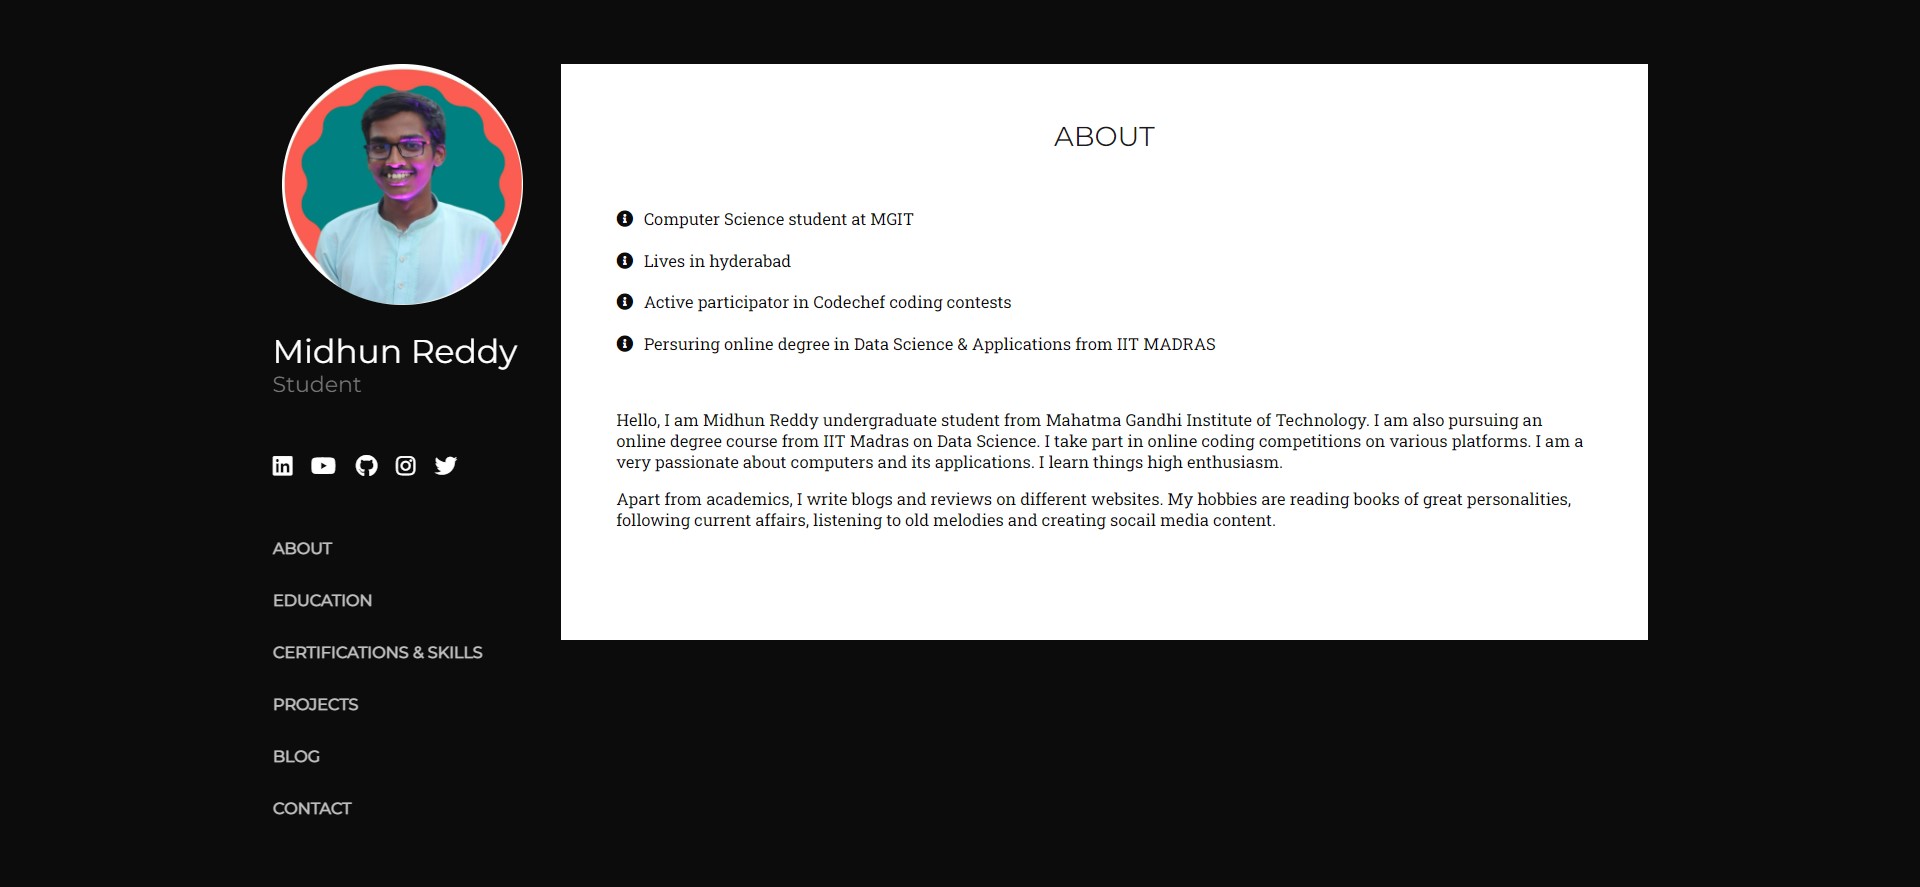 Midhun Reddy
Student
ABOUT
EDUCATION
CERTIFICATIONS & SKILLS
PROJECTS
BLOG
CONTACT
ABOUT
Computer Science student at MGIT
Lives in hyderabad
Active participator in Codechef coding contests
Persuring online degree in Data Science & Applications from IIT MADRAS
Hello, I am Midhun Reddy undergraduate student from Mahatma Gandhi Institute of Technology. I am also pursuing an
online degree course from IIT Madras on Data Science. I take part in online coding competitions on various platforms. I am a
very passionate about computers and its applications. I learn things high enthusiasm.
Apart from academics, I write blogs and reviews on different websites. My hobbies are reading books of great personalities,
following current affairs, listening to old melodies and creating socail media content.